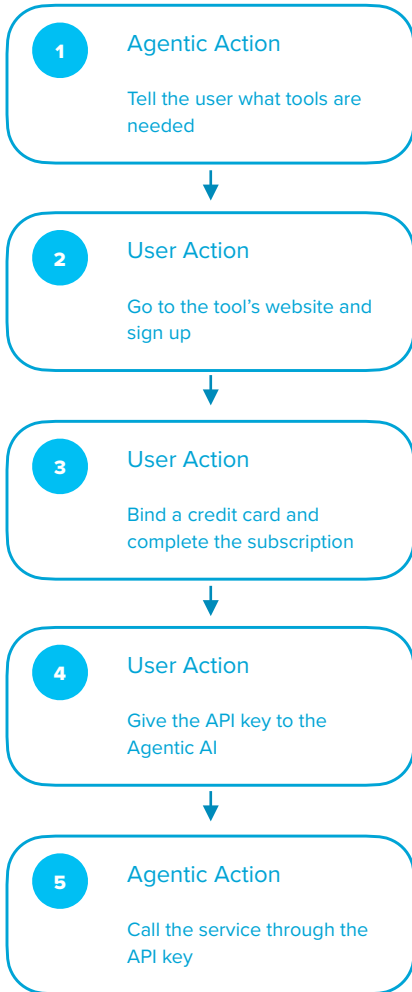 1
Agentic Action
Tell the user what tools are
needed
2
User Action
Go to the tool’s website and
sign up
3
User Action
Bind a credit card and
complete the subscription
4
User Action
Give the API key to the
Agentic AI
5
Agentic Action
Call the service through the
API key